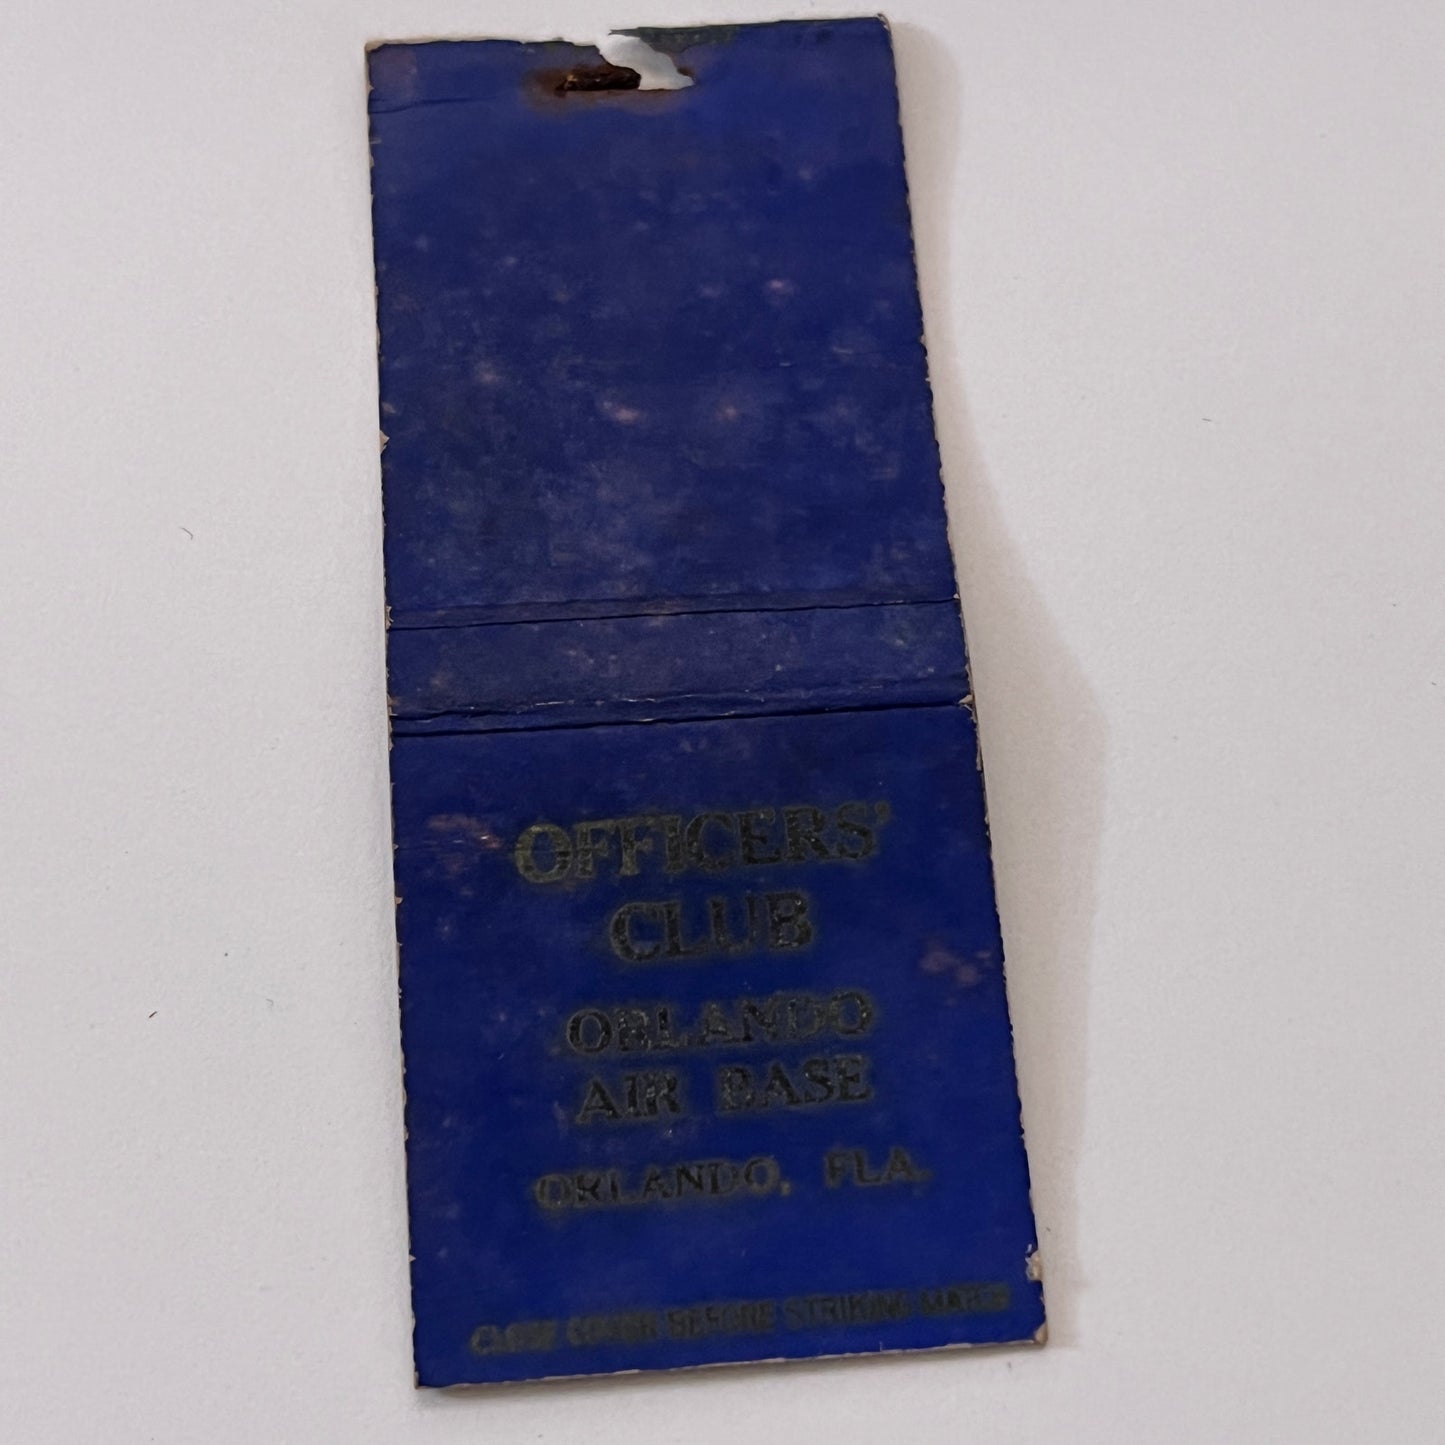 OFFICERS'
CLUB
ORLANDO
AIR BASE
ORLANDO, FLA.
CLOSE COVER BEFORE STRIKING MATCH